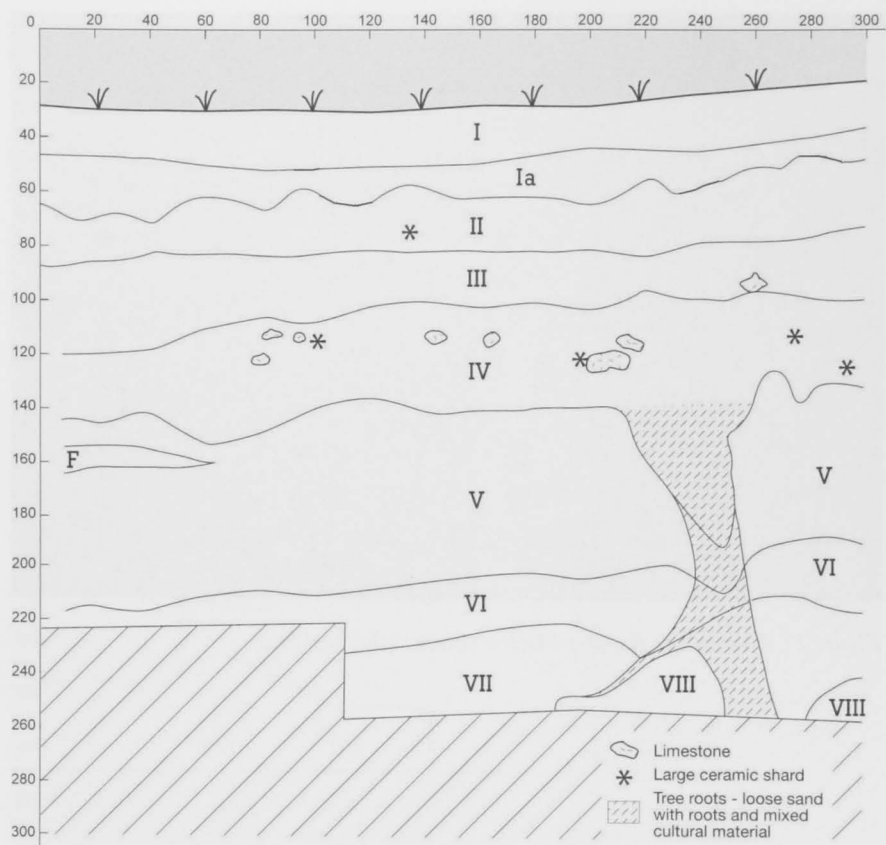 0 20 40 60 80 100 120 140 160 180 200 220 240 260 280 300
0
20
40
60
80
100
120
140
160
180
200
220
240
260
280
300
I
Ia
II
III
IV
F
V
V
VI
VI
VII
VIII
VIII
Limestone
Large ceramic shard
Tree roots - loose sand
with roots and mixed
cultural material